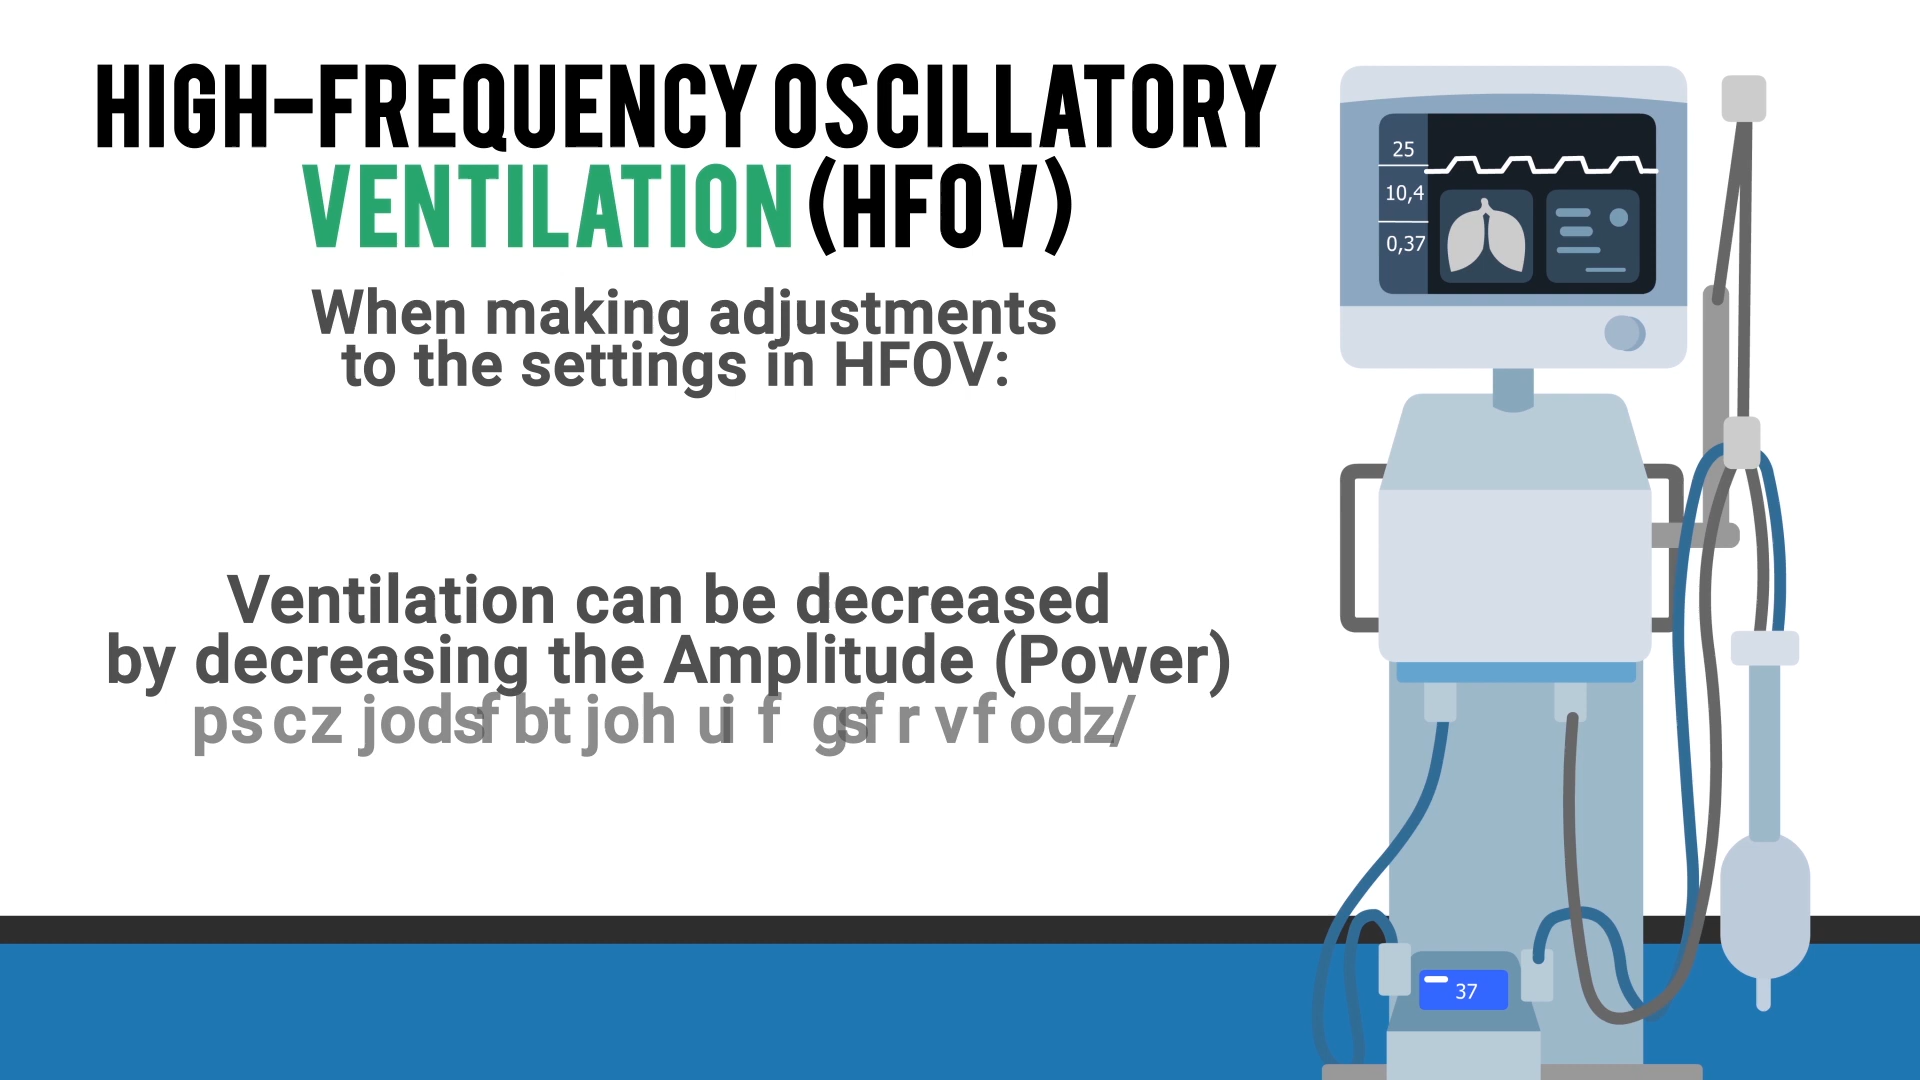 HIGH-FREQUENCY OSCILLATORY
VENTILATION (HFOV)
When making adjustments
to the settings in HFOV:
Ventilation can be decreased
by decreasing the Amplitude (Power)
25
10,4
0,37
37